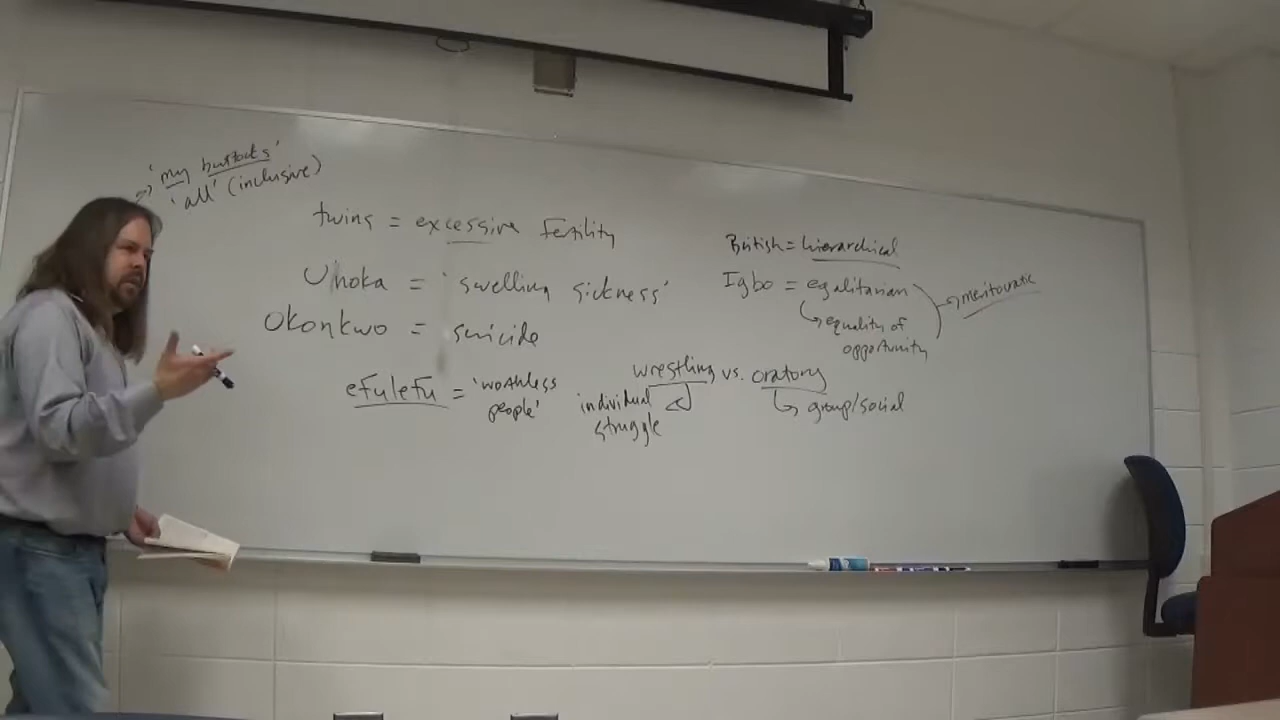 'my buttocks'
→ 'all' (inclusive)
twins = excessive fertility
Unoka = 'swelling sickness'
Okonkwo = suicide
efulefu = 'worthless
people'
British = hierarchical
Igbo = egalitarian
↳ equality of
opportunity
→ meritocratic
wrestling vs. oratory
individual
struggle
↳ group/social